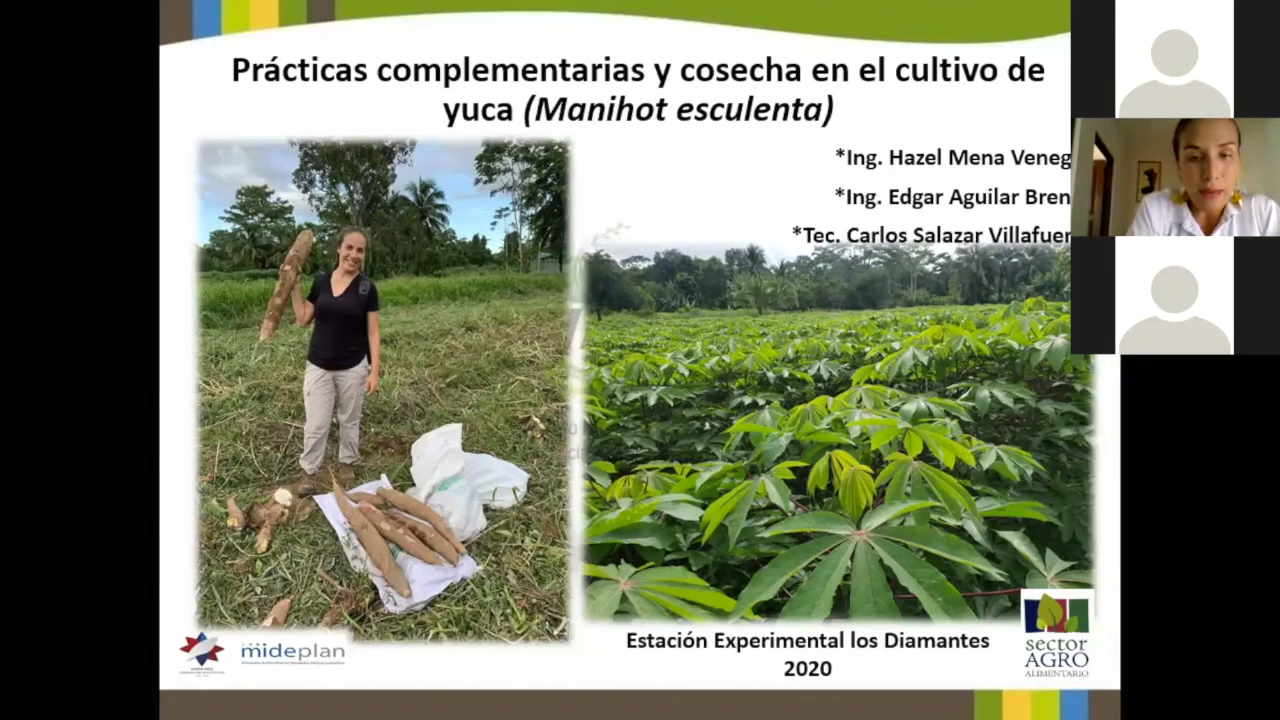 Prácticas complementarias y cosecha en el cultivo de
yuca (Manihot esculenta)
*Ing. Hazel Mena Veneg
*Ing. Edgar Aguilar Bren
*Tec. Carlos Salazar Villafuer
Estación Experimental los Diamantes
2020
mideplan
sector
AGRO
ALIMENTARIO